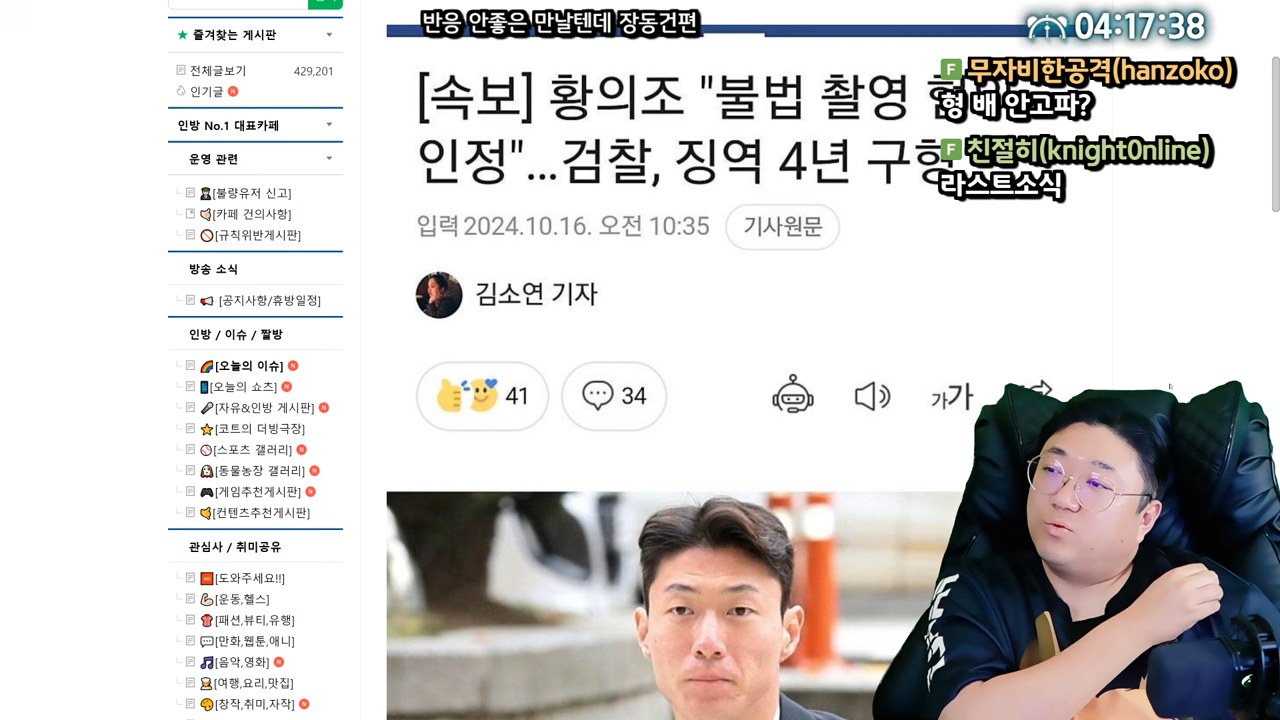 반응 안좋은 만날텐데 장동건편
04:17:38
★ 즐겨찾는 게시판
전체글보기 429,201
인기글 N
인방 No.1 대표카페
운영 관련
[불량유저 신고]
[카페 건의사항]
[규칙위반게시판]
방송 소식
[공지사항/휴방일정]
인방 / 이슈 / 짤방
[오늘의 이슈] N
[오늘의 쇼츠] N
[자유&인방 게시판] N
[코트의 더빙극장]
[스포츠 갤러리] N
[동물농장 갤러리] N
[게임추천게시판] N
[컨텐츠추천게시판]
관심사 / 취미공유
[도와주세요!!]
[운동,헬스]
[패션,뷰티,유행]
[만화,웹툰,애니]
[음악,영화] N
[여행,요리,맛집]
[창작,취미,자작] N
[속보] 황의조 "불법 촬영
인정"...검찰, 징역 4년 구형
입력 2024.10.16. 오전 10:35 기사원문
김소연 기자
41 34 가가
F 무자비한공격(hanzoko)
형 배 안고파?
F 친절히(knight0nline)
라스트소식